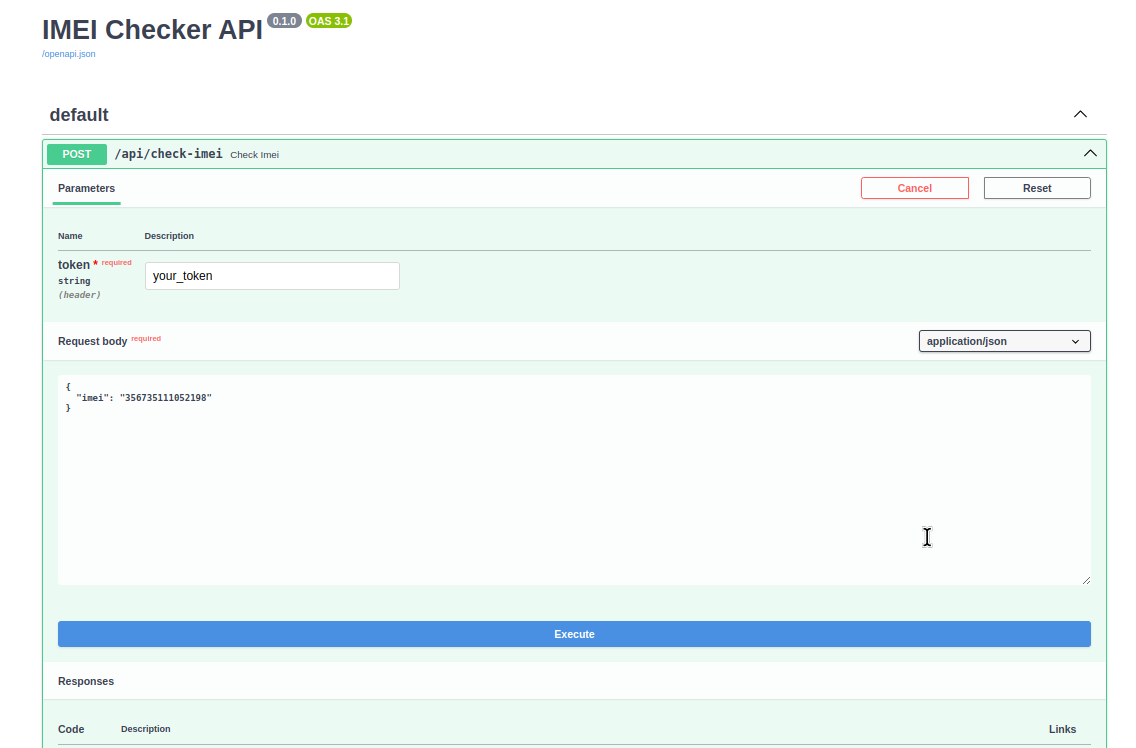 IMEI Checker API 0.1.0 OAS 3.1
/openapi.json
default
POST /api/check-imei Check Imei
Parameters Cancel Reset
Name Description
token * required
string
(header)
your_token
Request body required application/json
{
"imei": "356735111052198"
}
Execute
Responses
Code Description Links